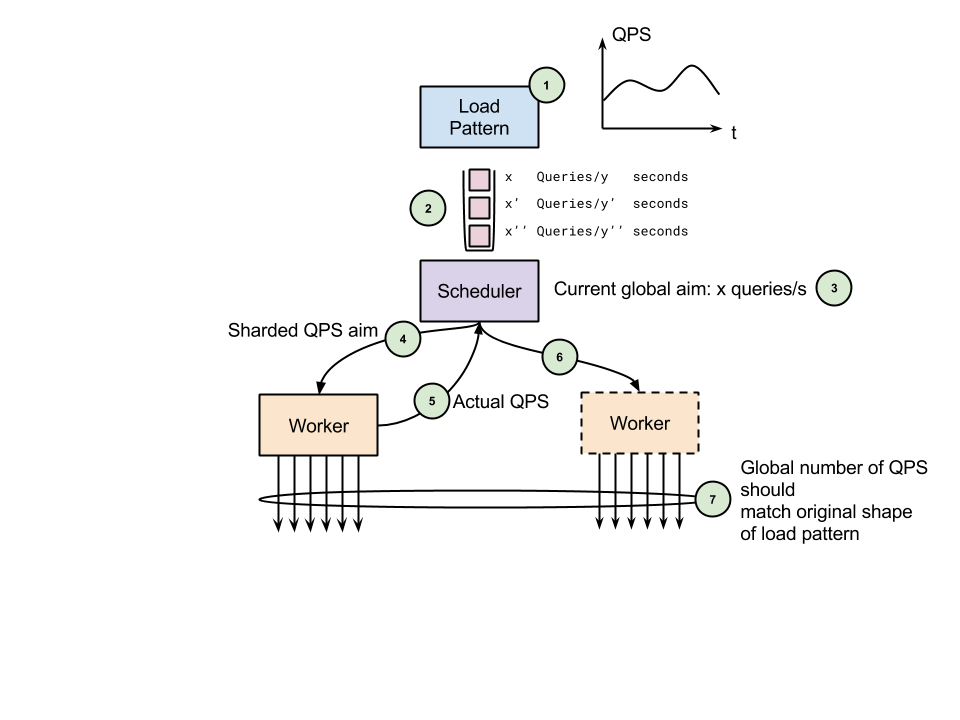 QPS
1
Load
Pattern
t
x Queries/y seconds
2
x' Queries/y' seconds
x'' Queries/y'' seconds
Scheduler
Current global aim: x queries/s
3
Sharded QPS aim
4
6
5
Actual QPS
Worker
Worker
Global number of QPS
should
match original shape
of load pattern
7